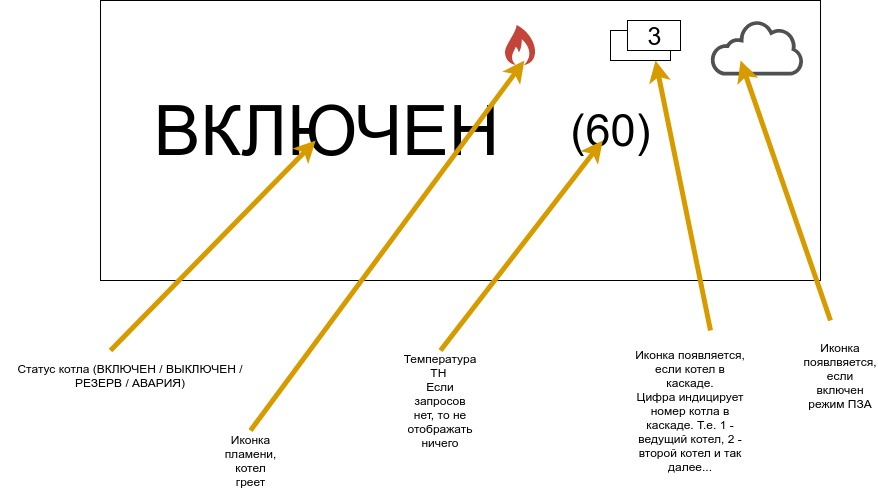 3
ВКЛЮЧЕН (60)
Статус котла (ВКЛЮЧЕН / ВЫКЛЮЧЕН /
РЕЗЕРВ / АВАРИЯ)
Иконка
пламени,
котел
греет
Температура
ТН
Если
запросов
нет, то не
отображать
ничего
Иконка появляется,
если котел в
каскаде.
Цифра индицирует
номер котла в
каскаде. Т.е. 1 -
ведущий котел, 2 -
второй котел и так
далее...
Иконка
появлвяется,
если
включен
режим ПЗА